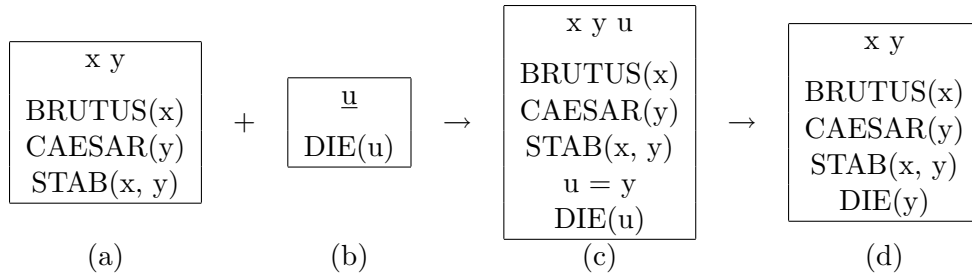 x y
BRUTUS(x)
CAESAR(y)
STAB(x, y)
(a)
+
u
DIE(u)
(b)
→
x y u
BRUTUS(x)
CAESAR(y)
STAB(x, y)
u = y
DIE(u)
(c)
→
x y
BRUTUS(x)
CAESAR(y)
STAB(x, y)
DIE(y)
(d)